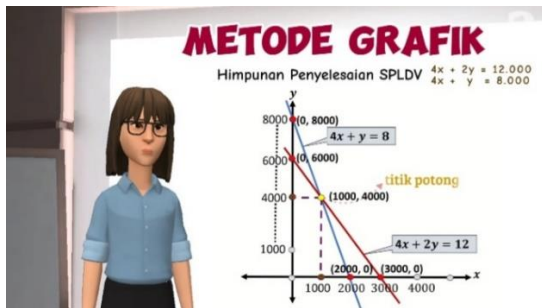 METODE GRAFIK
Himpunan Penyelesaian SPLDV
4x + 2y = 12.000
4x + y = 8.000
y
8000
(0, 8000)
4x + y = 8
6000
(0, 6000)
titik potong
4000
(1000, 4000)
1000
4x + 2y = 12
(2000, 0)
(3000, 0)
x
1000 2000 3000 4000